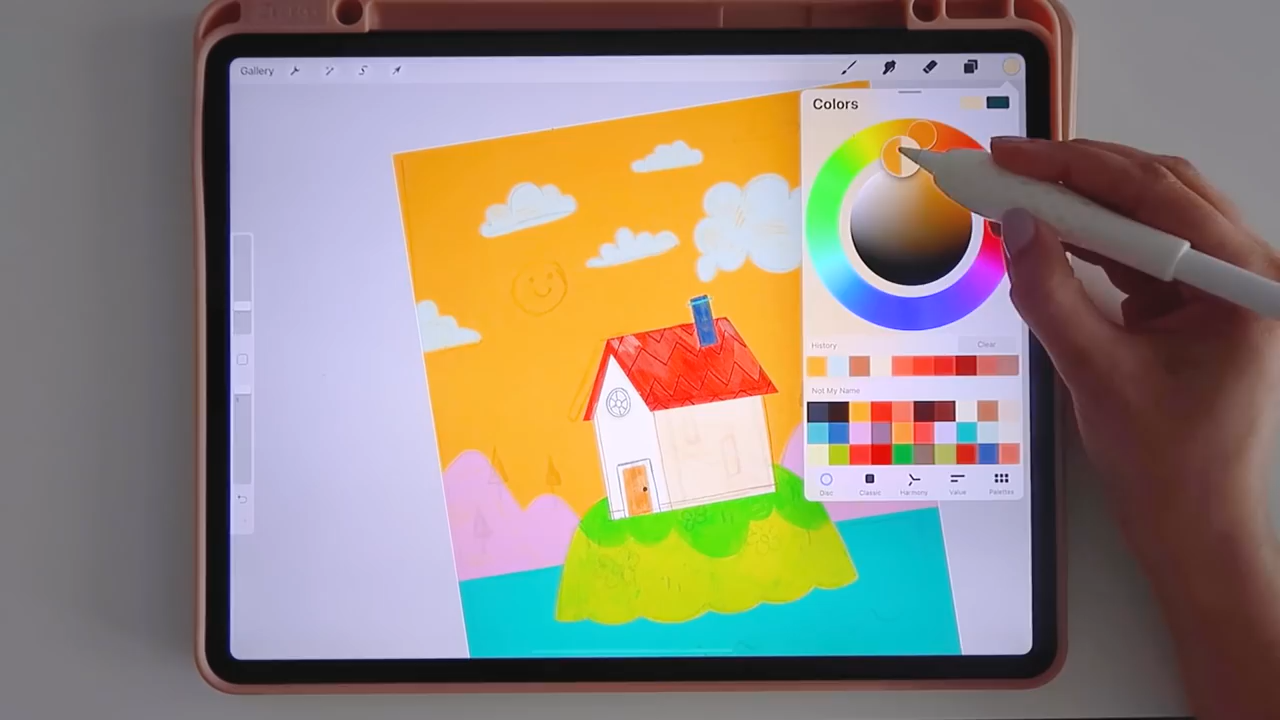 Gallery
Colors
History
Clear
Not My Name
Disc
Classic
Harmony
Value
Palettes